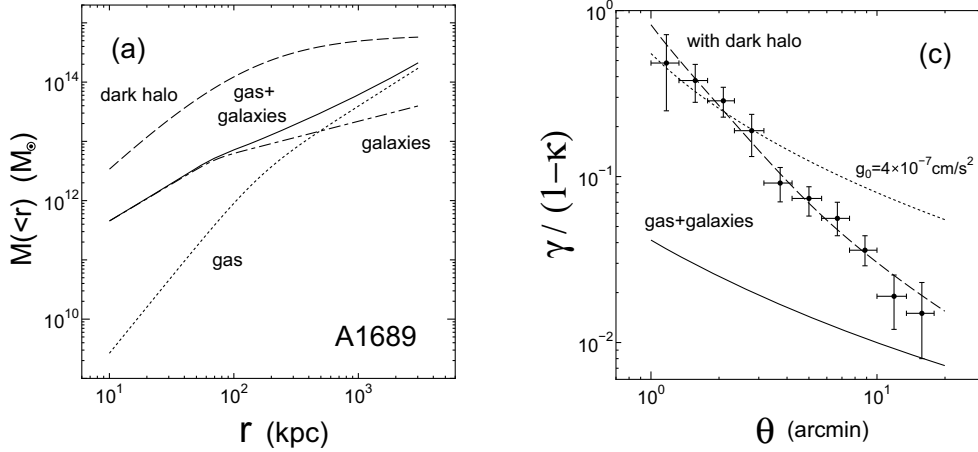 (a)
10^14
10^12
10^10
M(<r) (M_⊙)
dark halo
gas+
galaxies
galaxies
gas
A1689
10^1
10^2
10^3
r (kpc)
(c)
10^0
10^-1
10^-2
γ / (1−κ)
with dark halo
g_0=4×10^-7cm/s^2
gas+galaxies
10^0
10^1
θ (arcmin)